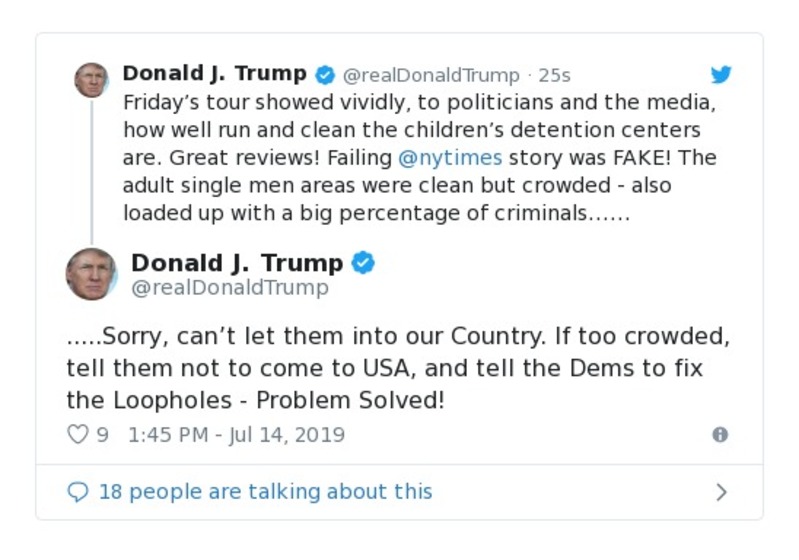 Donald J. Trump @realDonaldTrump · 25s
Friday’s tour showed vividly, to politicians and the media,
how well run and clean the children’s detention centers
are. Great reviews! Failing @nytimes story was FAKE! The
adult single men areas were clean but crowded - also
loaded up with a big percentage of criminals……
Donald J. Trump
@realDonaldTrump
.....Sorry, can’t let them into our Country. If too crowded,
tell them not to come to USA, and tell the Dems to fix
the Loopholes - Problem Solved!
9 1:45 PM - Jul 14, 2019
18 people are talking about this